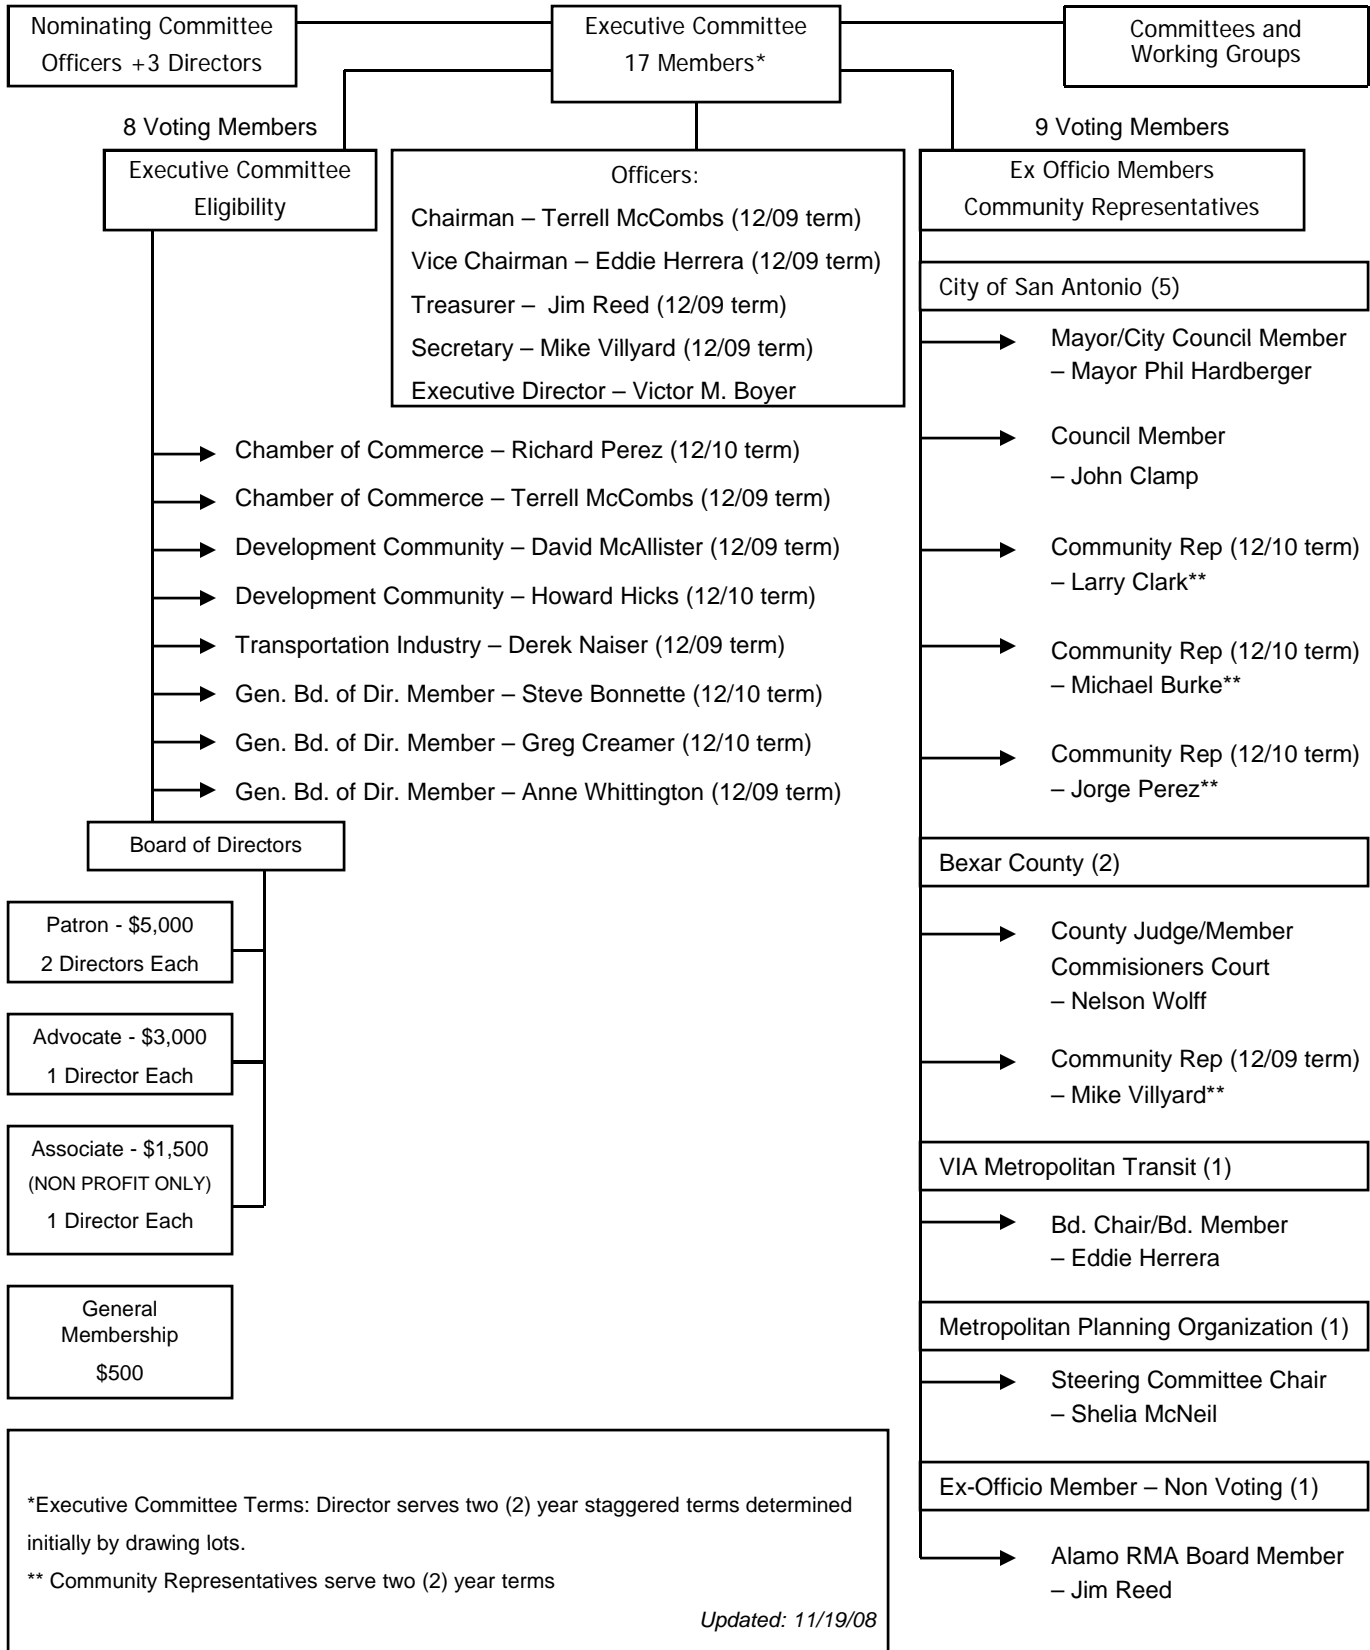 Nominating Committee
Officers +3 Directors
Executive Committee
17 Members*
Committees and
Working Groups
8 Voting Members
Executive Committee
Eligibility
Officers:
Chairman – Terrell McCombs (12/09 term)
Vice Chairman – Eddie Herrera (12/09 term)
Treasurer –  Jim Reed (12/09 term)
Secretary – Mike Villyard (12/09 term)
Executive Director – Victor M. Boyer
Chamber of Commerce – Richard Perez (12/10 term)
Chamber of Commerce – Terrell McCombs (12/09 term)
Development Community – David McAllister (12/09 term)
Development Community – Howard Hicks (12/10 term)
Transportation Industry – Derek Naiser (12/09 term)
Gen. Bd. of Dir. Member – Steve Bonnette (12/10 term)
Gen. Bd. of Dir. Member – Greg Creamer (12/10 term)
Gen. Bd. of Dir. Member – Anne Whittington (12/09 term)
Board of Directors
Patron - $5,000
2 Directors Each
Advocate - $3,000
1 Director Each
Associate - $1,500
(NON PROFIT ONLY)
1 Director Each
General
Membership
$500
9 Voting Members
Ex Officio Members
Community Representatives
City of San Antonio (5)
Mayor/City Council Member
– Mayor Phil Hardberger
Council Member
– John Clamp
Community Rep (12/10 term)
– Larry Clark**
Community Rep (12/10 term)
– Michael Burke**
Community Rep (12/10 term)
– Jorge Perez**
Bexar County (2)
County Judge/Member
Commisioners Court
– Nelson Wolff
Community Rep (12/09 term)
– Mike Villyard**
VIA Metropolitan Transit (1)
Bd. Chair/Bd. Member
– Eddie Herrera
Metropolitan Planning Organization (1)
Steering Committee Chair
– Shelia McNeil
Ex-Officio Member – Non Voting (1)
Alamo RMA Board Member
– Jim Reed
*Executive Committee Terms: Director serves two (2) year staggered terms determined
initially by drawing lots.
** Community Representatives serve two (2) year terms
Updated: 11/19/08